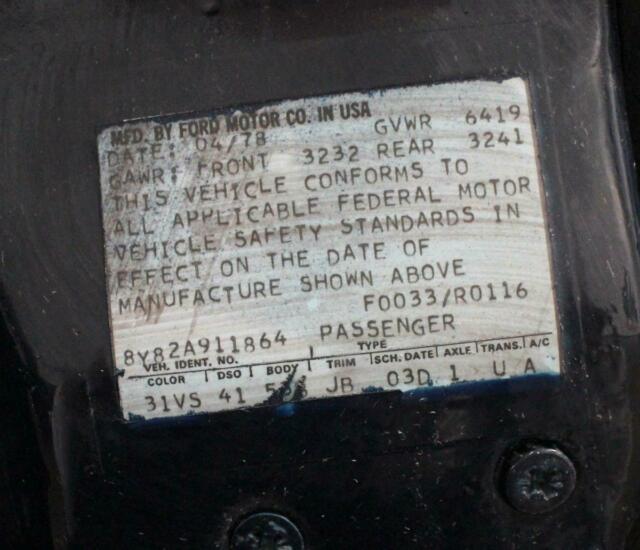 MFD. BY FORD MOTOR CO. IN USA
DATE: 04/78 GVWR 6419
GAWR: FRONT 3232 REAR 3241
THIS VEHICLE CONFORMS TO
ALL APPLICABLE FEDERAL MOTOR
VEHICLE SAFETY STANDARDS IN
EFFECT ON THE DATE OF
MANUFACTURE SHOWN ABOVE
F0033/R0116
8Y82A911864 PASSENGER
VEH. IDENT. NO. TYPE
COLOR DSO BODY TRIM SCH. DATE AXLE TRANS. A/C
31VS 41 JB 03D 1 U A